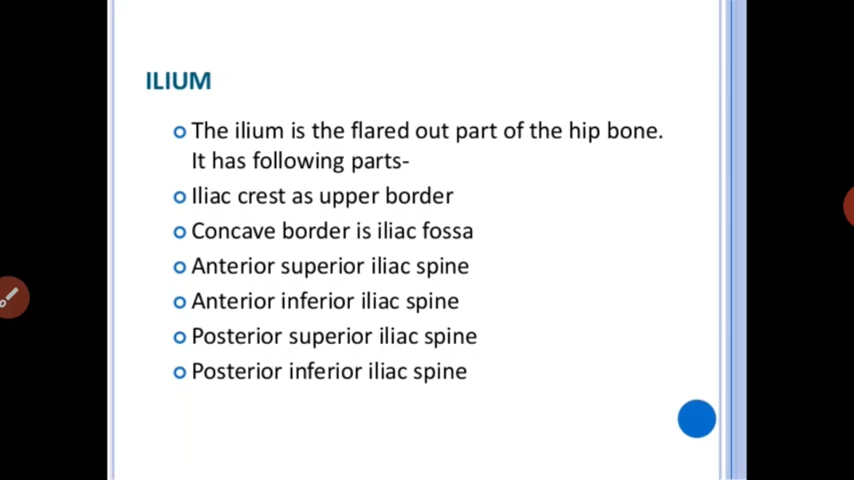 ILIUM
The ilium is the flared out part of the hip bone.
It has following parts-
Iliac crest as upper border
Concave border is iliac fossa
Anterior superior iliac spine
Anterior inferior iliac spine
Posterior superior iliac spine
Posterior inferior iliac spine